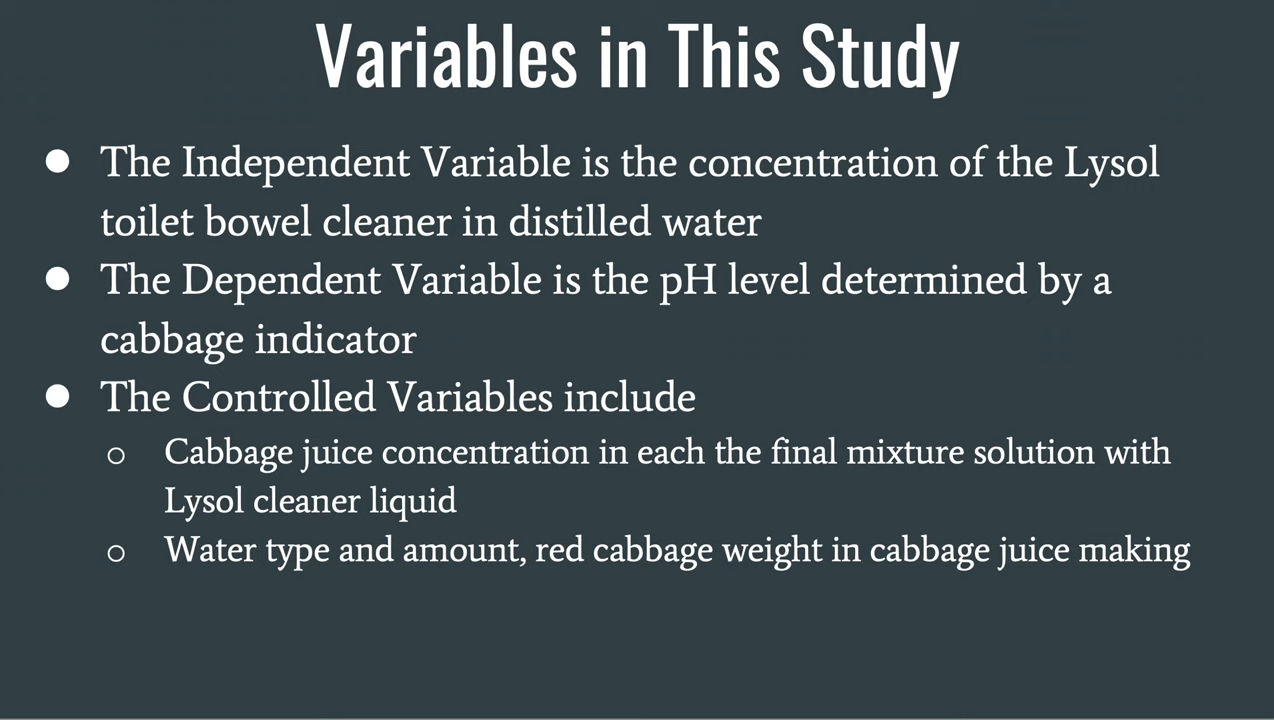 Variables in This Study
● The Independent Variable is the concentration of the Lysol
toilet bowel cleaner in distilled water
● The Dependent Variable is the pH level determined by a
cabbage indicator
● The Controlled Variables include
○ Cabbage juice concentration in each the final mixture solution with
Lysol cleaner liquid
○ Water type and amount, red cabbage weight in cabbage juice making